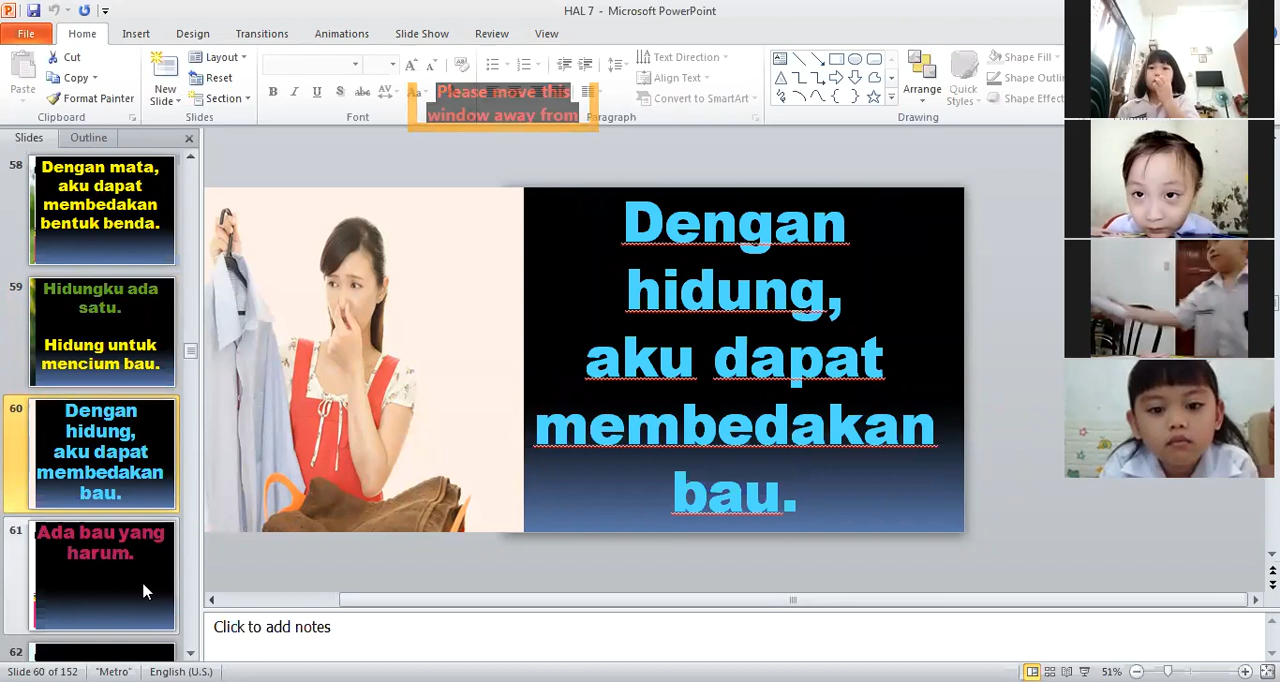 HAL 7 - Microsoft PowerPoint
File Home Insert Design Transitions Animations Slide Show Review View
Paste
Cut
Copy
Format Painter
Clipboard
New
Slide
Layout
Reset
Section
Slides
B I U S abc AV Aa
Font
Please move this
window away from
Text Direction
Align Text
Convert to SmartArt
Paragraph
Arrange
Quick
Styles
Shape Fill
Shape Outli
Shape Effec
Drawing
Slides Outline
58
Dengan mata,
aku dapat
membedakan
bentuk benda.
59
Hidungku ada
satu.
Hidung untuk
mencium bau.
60
Dengan
hidung,
aku dapat
membedakan
bau.
61
Ada bau yang
harum.
62
Dengan
hidung,
aku dapat
membedakan
bau.
Click to add notes
Slide 60 of 152 "Metro" English (U.S.) 51%